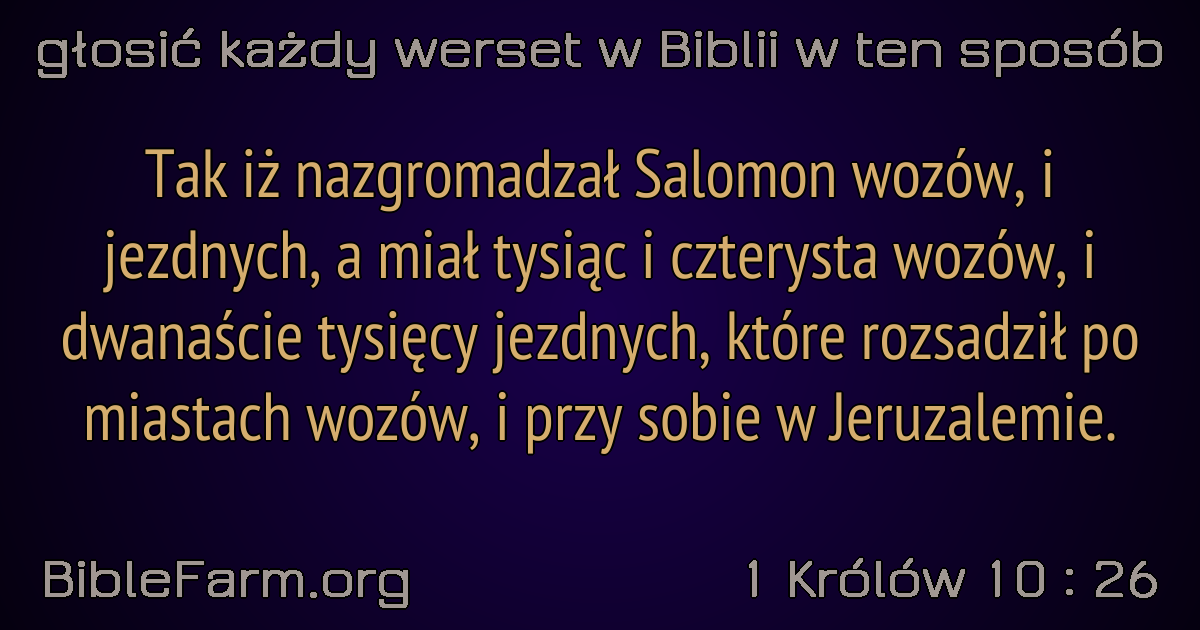 głosić każdy werset w Biblii w ten sposób
Tak iż nazgromadzał Salomon wozów, i
jezdnych, a miał tysiąc i czterysta wozów, i
dwanaście tysięcy jezdnych, które rozsadził po
miastach wozów, i przy sobie w Jeruzalemie.
BibleFarm.org
1 Królów 10 : 26